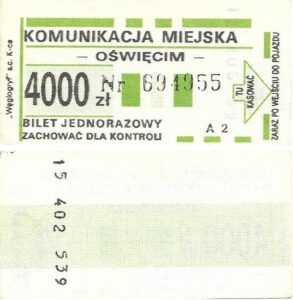 KOMUNIKACJA MIEJSKA
— OŚWIĘCIM —
4000 zł
Nr 694955
BILET JEDNORAZOWY
ZACHOWAĆ DLA KONTROLI
A 2
TU
KASOWAĆ
ZARAZ PO WEJŚCIU DO POJAZDU
15 402 539